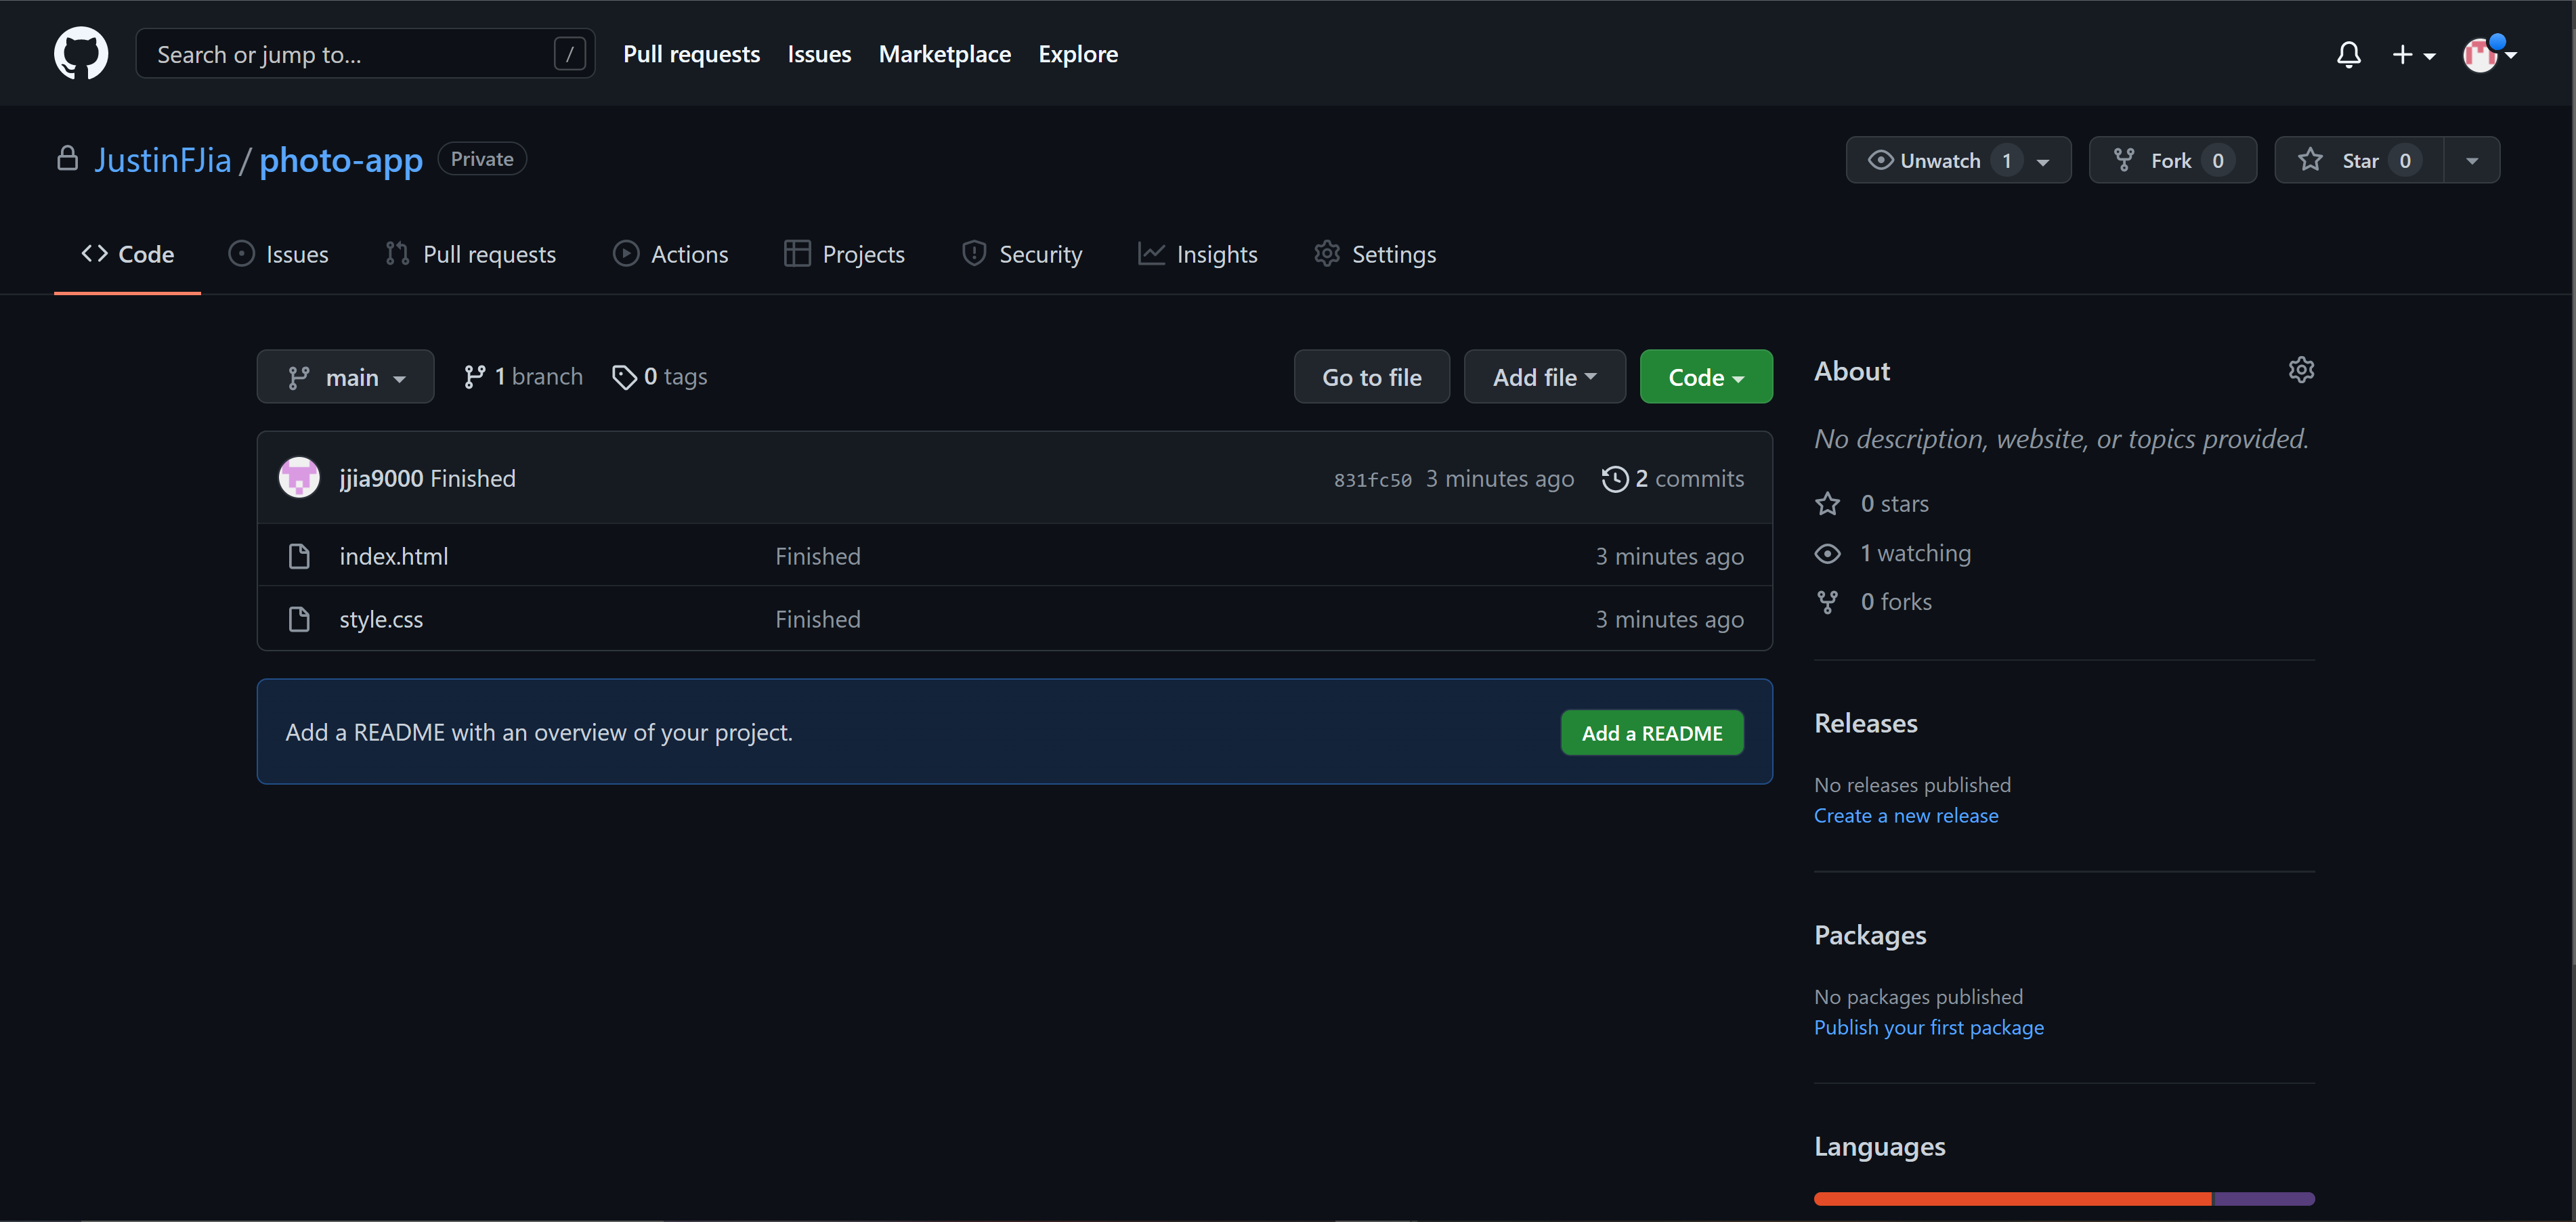 Search or jump to... /
Pull requests Issues Marketplace Explore
JustinFJia / photo-app Private
Unwatch 1 Fork 0 Star 0
Code Issues Pull requests Actions Projects Security Insights Settings
main 1 branch 0 tags Go to file Add file Code
jjia9000 Finished 831fc50 3 minutes ago 2 commits
index.html Finished 3 minutes ago
style.css Finished 3 minutes ago
Add a README with an overview of your project. Add a README
About
No description, website, or topics provided.
0 stars
1 watching
0 forks
Releases
No releases published
Create a new release
Packages
No packages published
Publish your first package
Languages